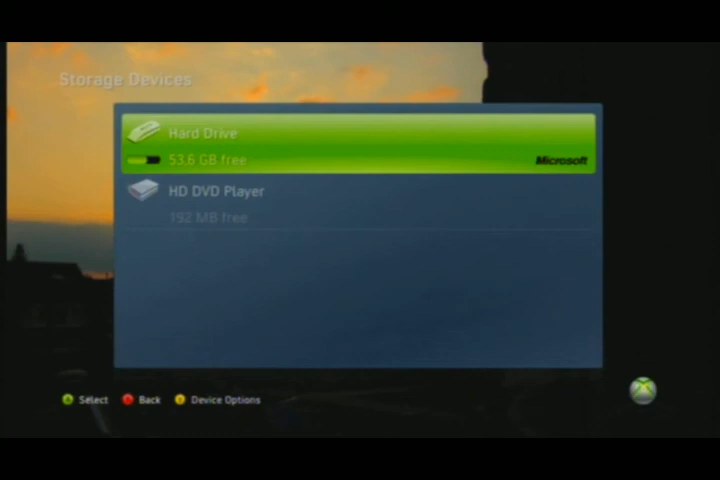 Storage Devices
Hard Drive
53.6 GB free
Microsoft
HD DVD Player
192 MB free
Select
Back
Device Options